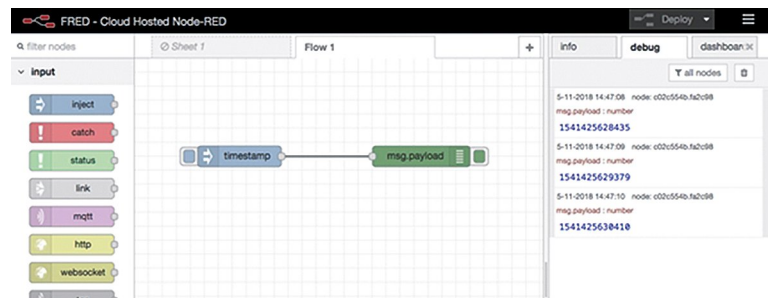 FRED - Cloud Hosted Node-RED
Deploy
filter nodes
Sheet 1
Flow 1
+
info
debug
dashboar
input
all nodes
inject
catch
status
link
mqtt
http
websocket
timestamp
msg.payload
5-11-2018 14:47:08 node: c02c554b.fa2c98
msg.payload : number
1541425628435
5-11-2018 14:47:09 node: c02c554b.fa2c98
msg.payload : number
1541425629379
5-11-2018 14:47:10 node: c02c554b.fa2c98
msg.payload : number
1541425630410